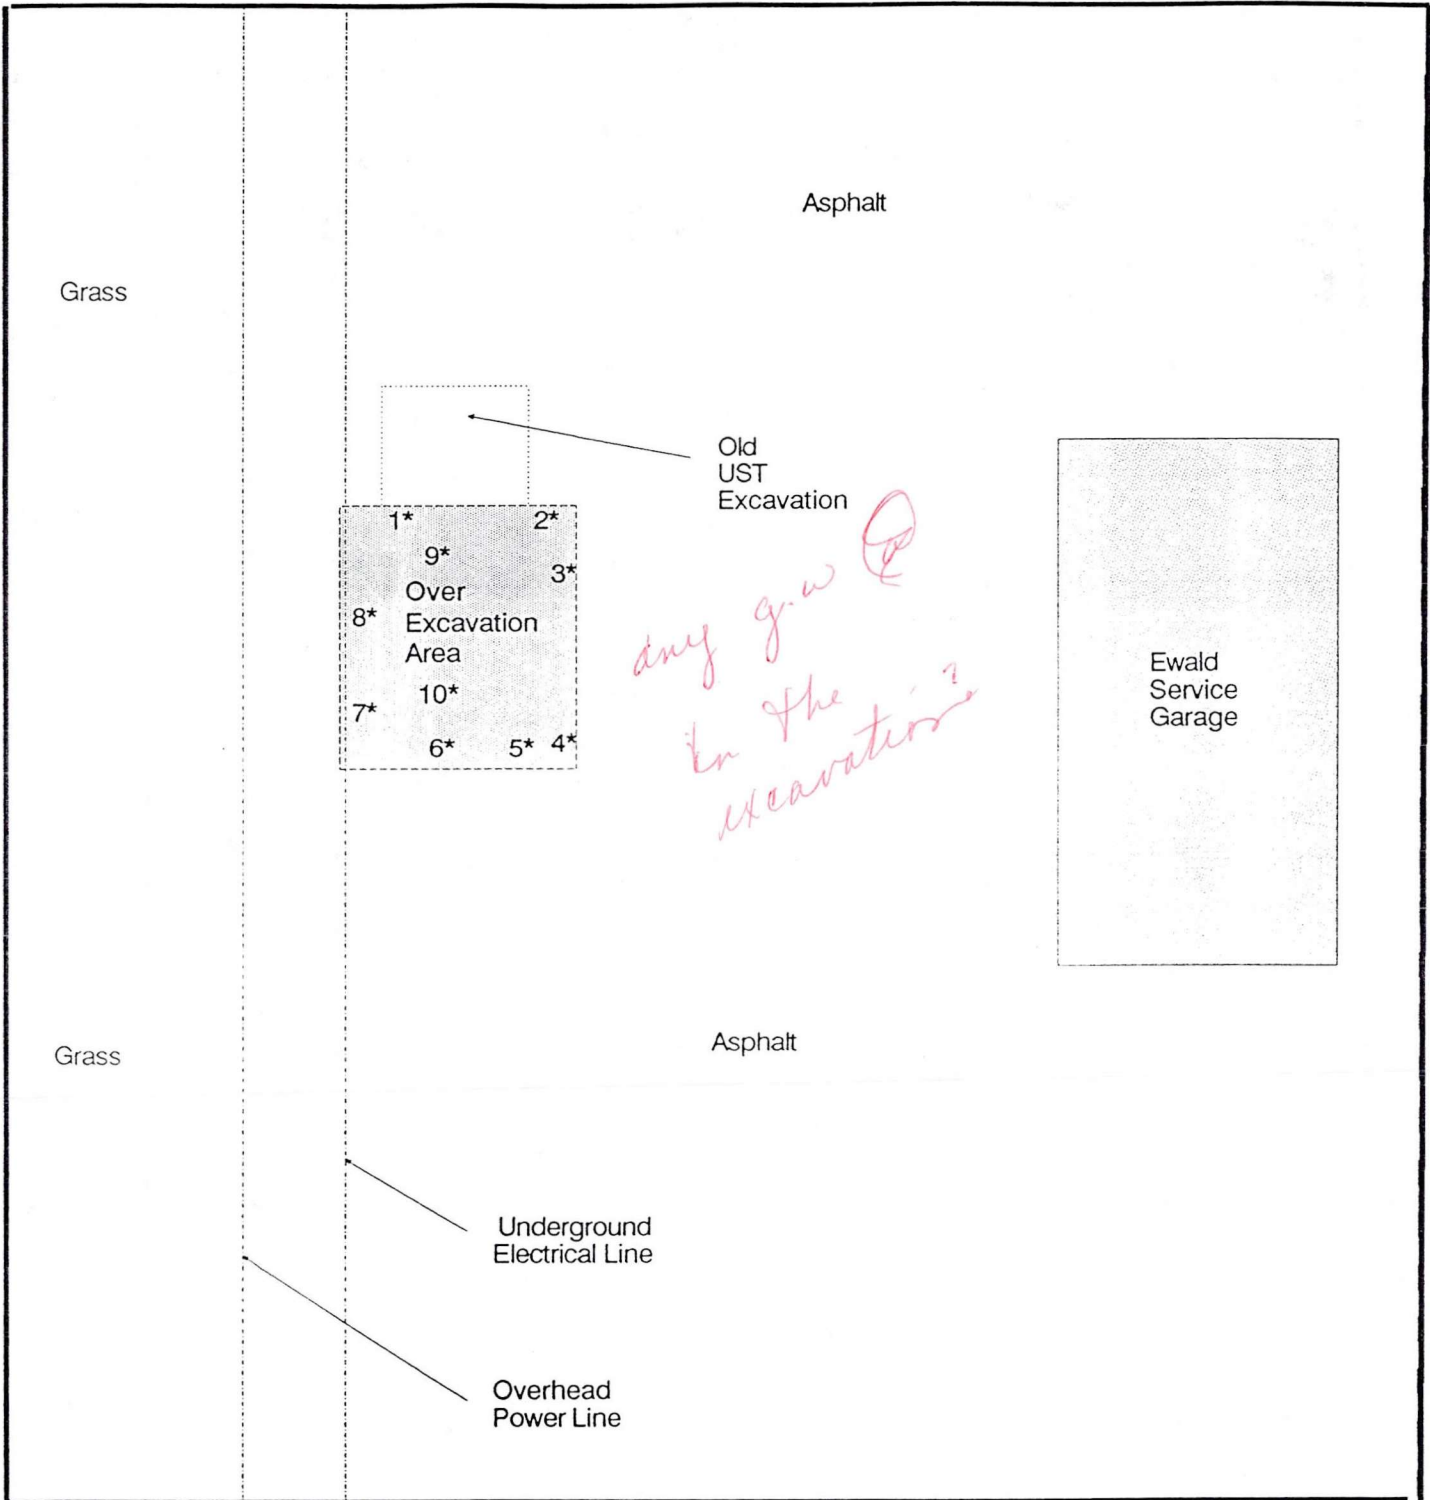 Asphalt
Grass
Old
UST
Excavation
1*
2*
9*
3*
Over
Excavation
Area
8*
10*
7*
6*
5*
4*
any g.w
in the
excavation?
Ewald
Service
Garage
Asphalt
Grass
Underground
Electrical Line
Overhead
Power Line